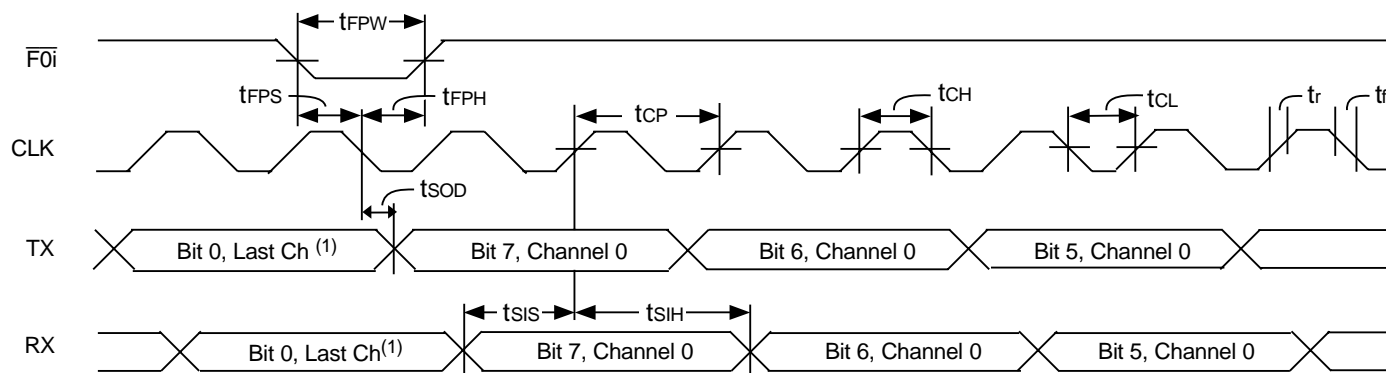 tFPW
F0i
tFPS
tFPH
tCP
tCH
tCL
tr
tf
CLK
tSOD
TX
Bit 0, Last Ch (1)
Bit 7, Channel 0
Bit 6, Channel 0
Bit 5, Channel 0
tSIS
tSIH
RX
Bit 0, Last Ch(1)
Bit 7, Channel 0
Bit 6, Channel 0
Bit 5, Channel 0